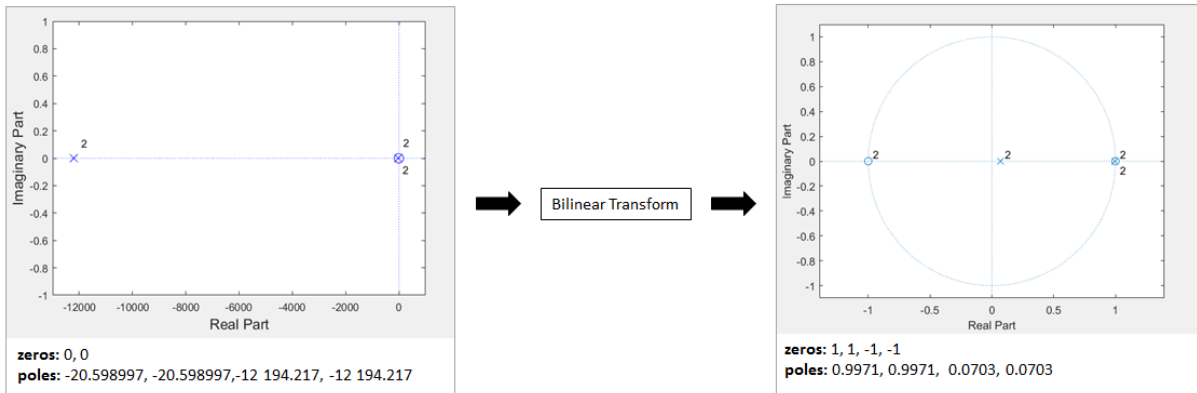 1
0.8
0.6
0.4
0.2
0
-0.2
-0.4
-0.6
-0.8
-1
Imaginary Part
2
2
2
-12000 -10000 -8000 -6000 -4000 -2000 0
Real Part
zeros: 0, 0
poles: -20.598997, -20.598997,-12 194.217, -12 194.217
Bilinear Transform
1
0.8
0.6
0.4
0.2
0
-0.2
-0.4
-0.6
-0.8
-1
Imaginary Part
2
2
2
2
-1 -0.5 0 0.5 1
Real Part
zeros: 1, 1, -1, -1
poles: 0.9971, 0.9971, 0.0703, 0.0703